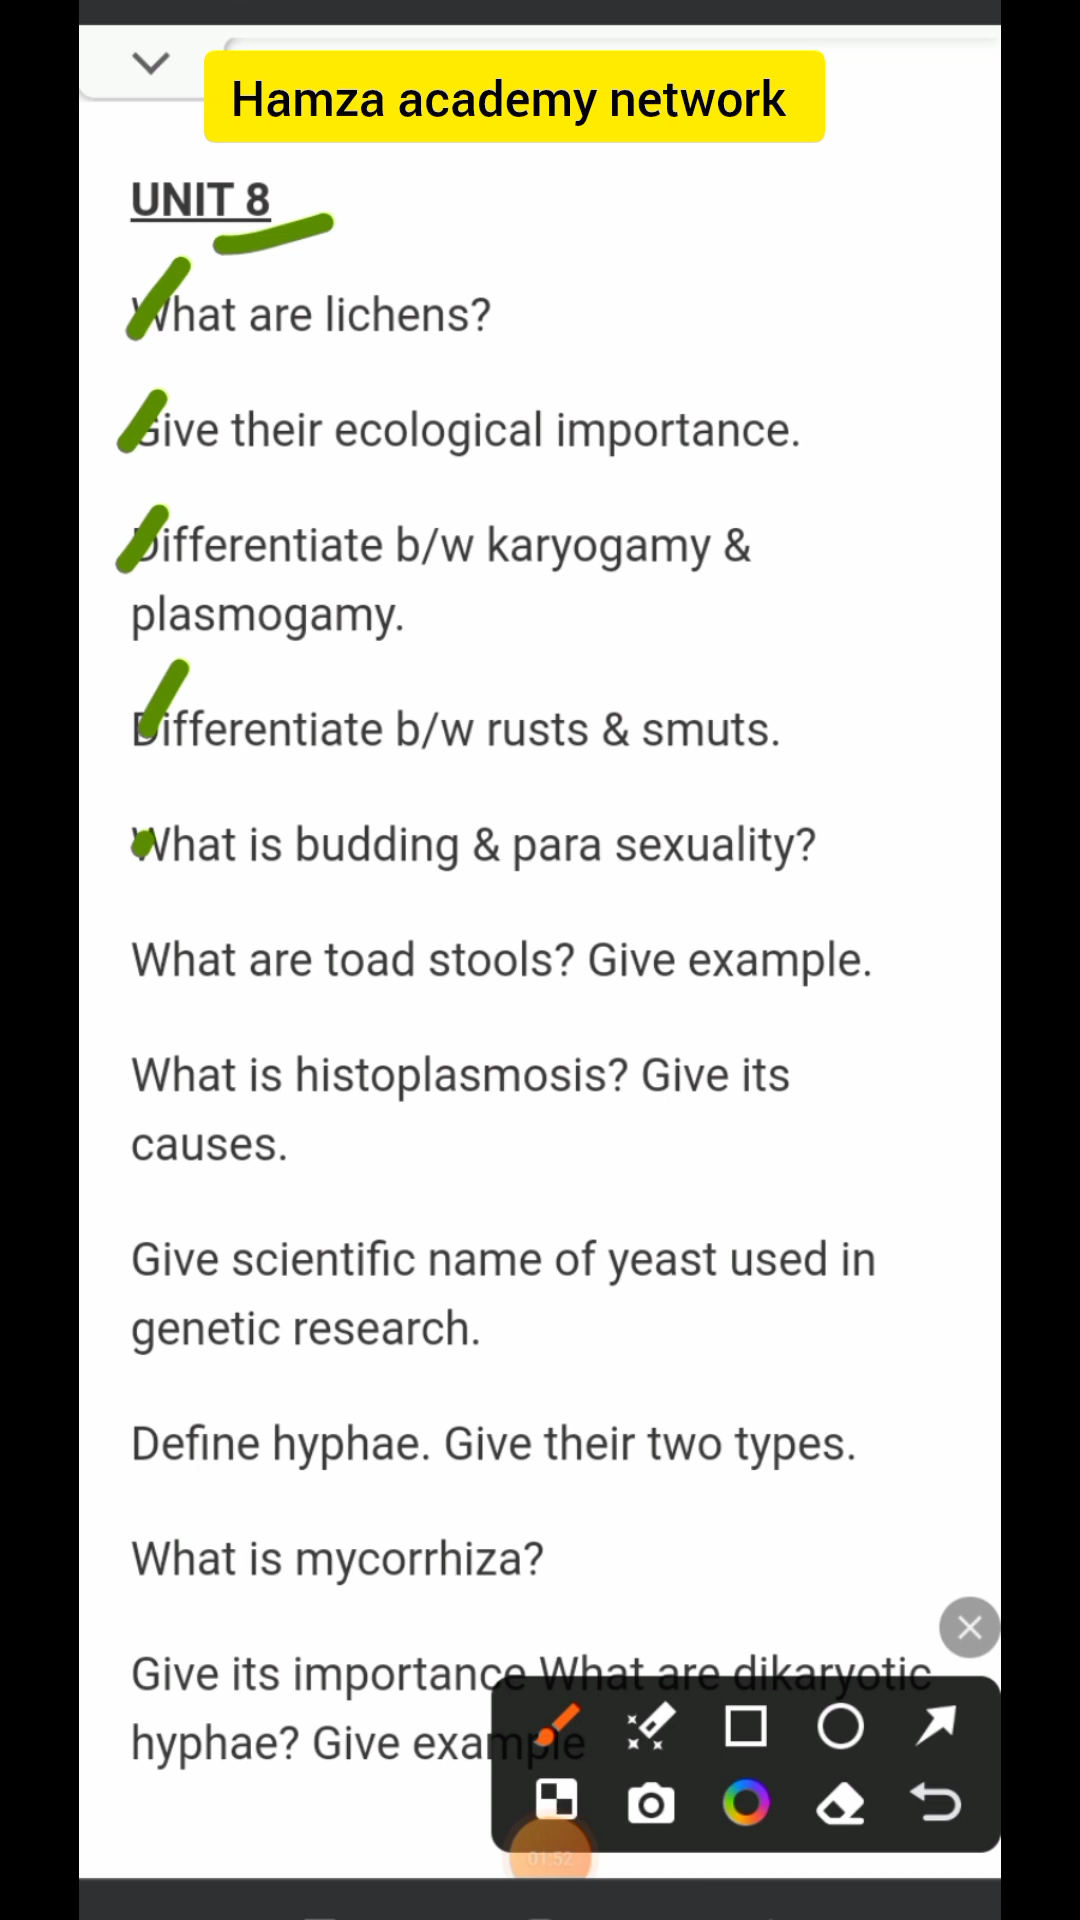 Hamza academy network
UNIT 8
What are lichens?
Give their ecological importance.
Differentiate b/w karyogamy &
plasmogamy.
Differentiate b/w rusts & smuts.
What is budding & para sexuality?
What are toad stools? Give example.
What is histoplasmosis? Give its
causes.
Give scientific name of yeast used in
genetic research.
Define hyphae. Give their two types.
What is mycorrhiza?
Give its importance What are dikaryotic
hyphae? Give example
01:52